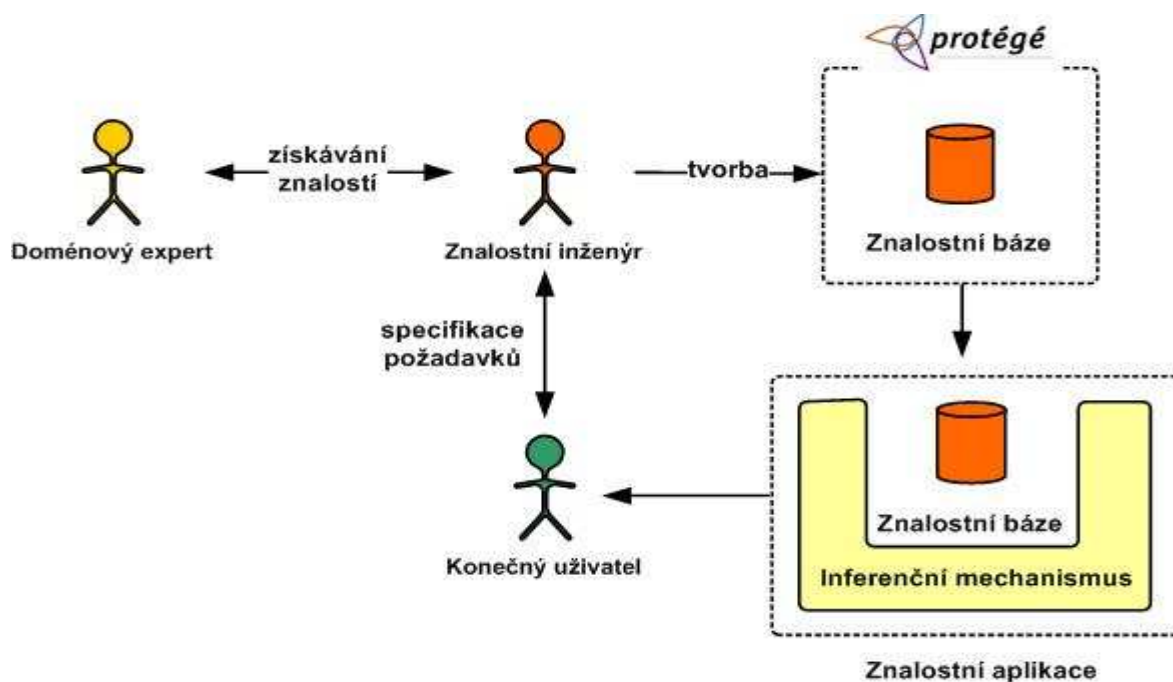 protégé
získávání
znalostí
tvorba
Doménový expert
Znalostní inženýr
Znalostní báze
specifikace
požadavků
Znalostní báze
Konečný uživatel
Inferenční mechanismus
Znalostní aplikace